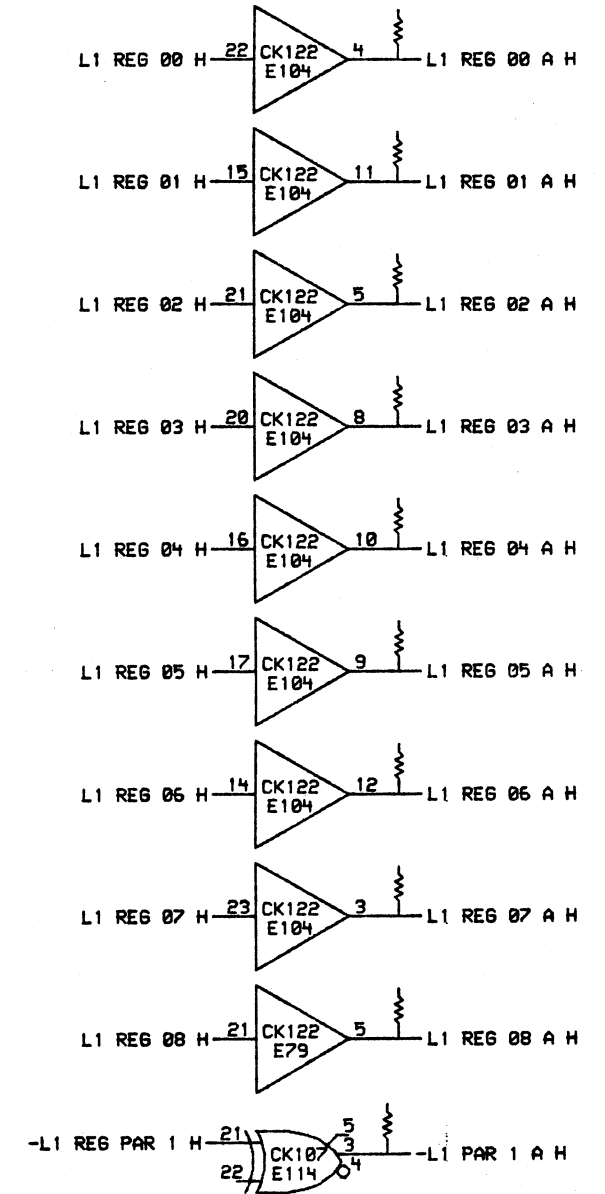 L1 REG 00 H 22 CK122 4 L1 REG 00 A H
E104
L1 REG 01 H 15 CK122 11 L1 REG 01 A H
E104
L1 REG 02 H 21 CK122 5 L1 REG 02 A H
E104
L1 REG 03 H 20 CK122 8 L1 REG 03 A H
E104
L1 REG 04 H 16 CK122 10 L1 REG 04 A H
E104
L1 REG 05 H 17 CK122 9 L1 REG 05 A H
E104
L1 REG 06 H 14 CK122 12 L1 REG 06 A H
E104
L1 REG 07 H 23 CK122 3 L1 REG 07 A H
E104
L1 REG 08 H 21 CK122 5 L1 REG 08 A H
E79
5
-L1 REG PAR 1 H 21 CK107 3 -L1 PAR 1 A H
22 E114 4